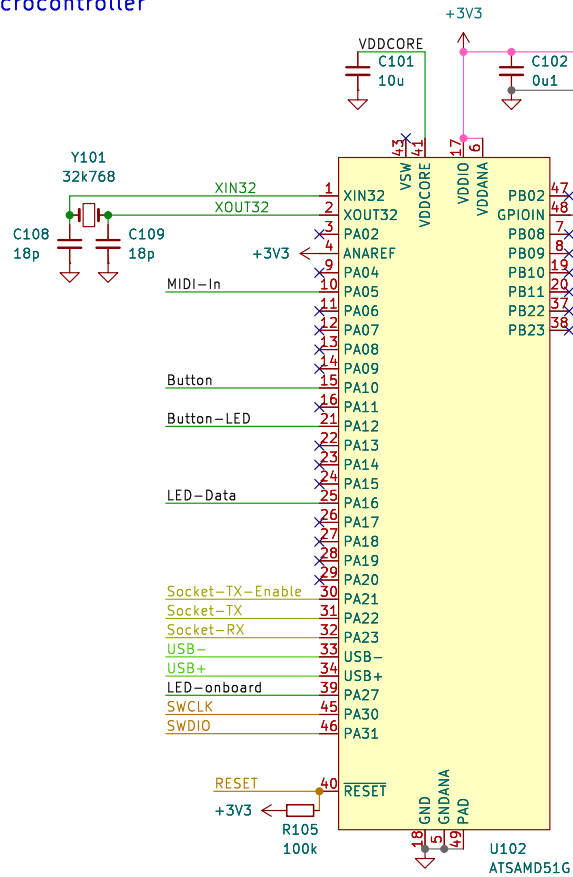 crocontroller
+3V3
VDDCORE
C101
10u
C102
0u1
43
41
17
6
VSW
VDDCORE
VDDIO
VDDANA
Y101
32k768
C108
18p
C109
18p
XIN32
1
XIN32
XOUT32
2
XOUT32
3
PA02
+3V3
4
ANAREF
9
PA04
MIDI-In
10
PA05
11
PA06
12
PA07
13
PA08
14
PA09
Button
15
PA10
16
PA11
Button-LED
21
PA12
22
PA13
23
PA14
24
PA15
LED-Data
25
PA16
26
PA17
27
PA18
28
PA19
29
PA20
Socket-TX-Enable
30
PA21
Socket-TX
31
PA22
Socket-RX
32
PA23
USB-
33
USB-
USB+
34
USB+
LED-onboard
39
PA27
SWCLK
45
PA30
SWDIO
46
PA31
RESET
40
RESET
+3V3
R105
100k
PB02
47
GPIOIN
48
PB08
7
PB09
8
PB10
19
PB11
20
PB22
37
PB23
38
GND
GNDANA
PAD
18
5
49
U102
ATSAMD51G